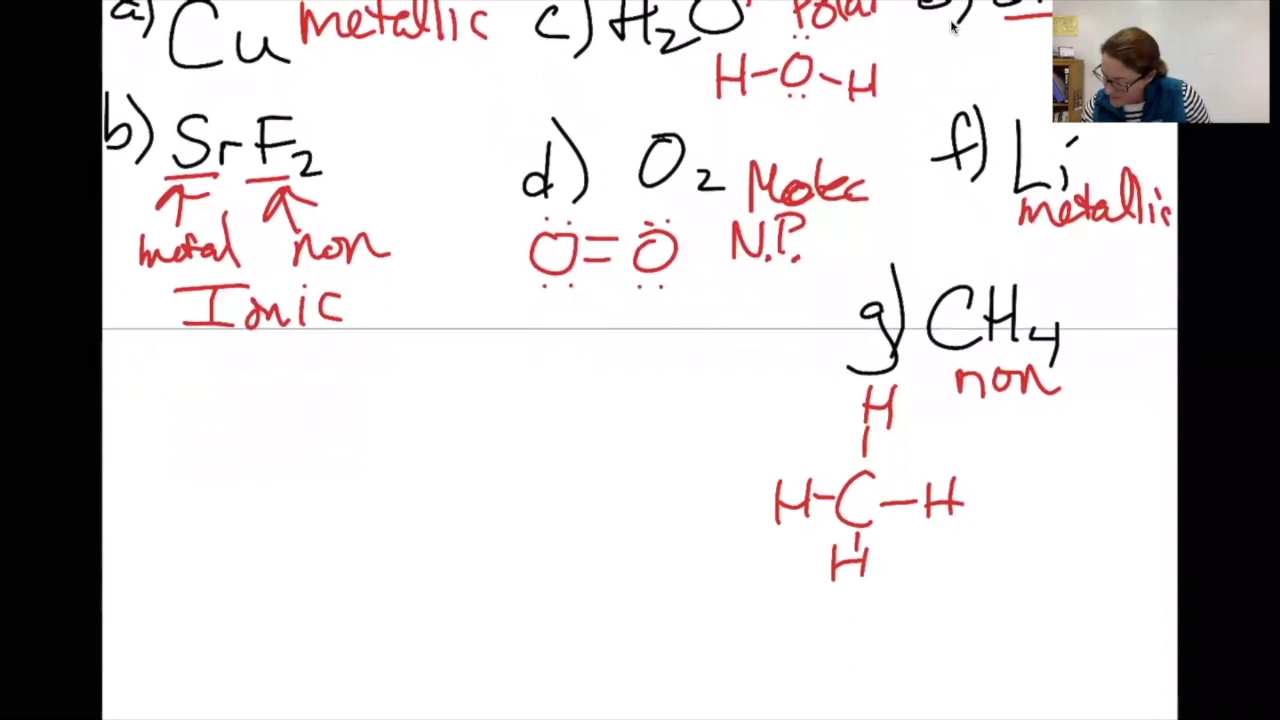 a) Cu metallic
b) SrF2
metal non
Ionic
c) H2O Polar
H-O-H
d) O2 Molec
O=O N.P.
f) Li
metallic
g) CH4
non
H
H-C-H
H